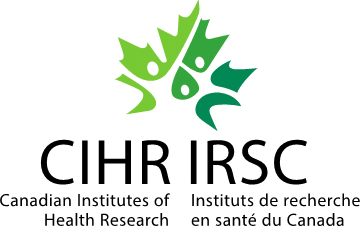 CIHR IRSC
Canadian Institutes of
Health Research
Instituts de recherche
en santé du Canada